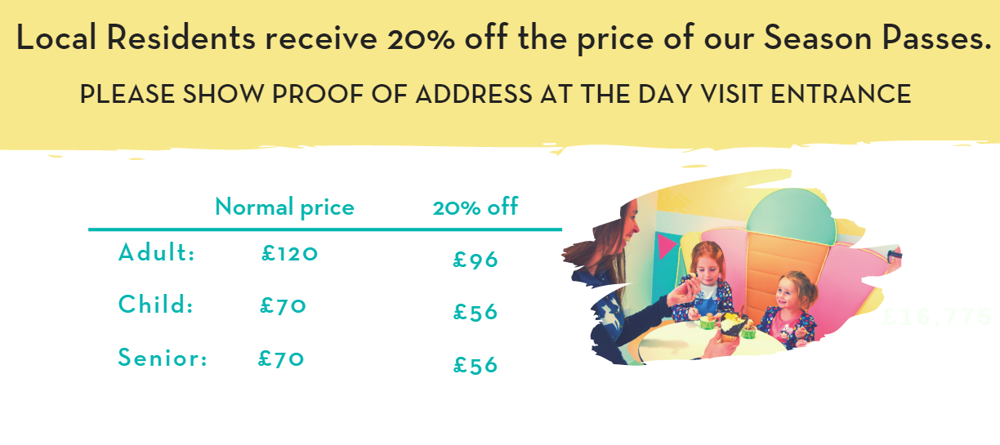 Local Residents receive 20% off the price of our Season Passes.
PLEASE SHOW PROOF OF ADDRESS AT THE DAY VISIT ENTRANCE
Normal price 20% off
Adult: £120 £96
Child: £70 £56
Senior: £70 £56
£16,775